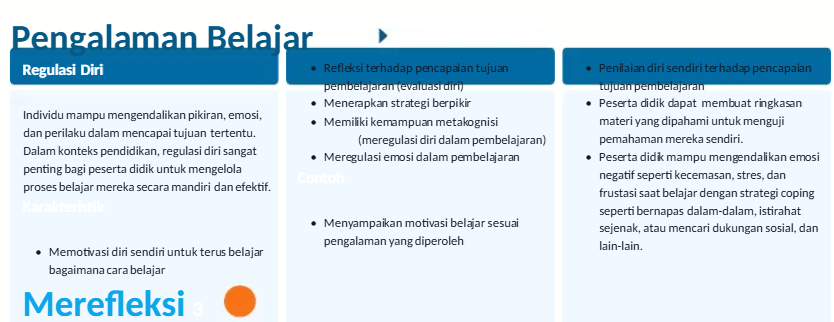 Pengalaman Belajar
Regulasi Diri
Individu mampu mengendalikan pikiran, emosi,
dan perilaku dalam mencapai tujuan tertentu.
Dalam konteks pendidikan, regulasi diri sangat
penting bagi peserta didik untuk mengelola
proses belajar mereka secara mandiri dan efektif.
Karakteristik
• Memotivasi diri sendiri untuk terus belajar
bagaimana cara belajar
Merefleksi 3
• Refleksi terhadap pencapaian tujuan
pembelajaran (evaluasi diri)
• Menerapkan strategi berpikir
• Memiliki kemampuan metakognisi
(meregulasi diri dalam pembelajaran)
• Meregulasi emosi dalam pembelajaran
Contoh
• Menyampaikan motivasi belajar sesuai
pengalaman yang diperoleh
• Penilaian diri sendiri terhadap pencapaian
tujuan pembelajaran
• Peserta didik dapat membuat ringkasan
materi yang dipahami untuk menguji
pemahaman mereka sendiri.
• Peserta didik mampu mengendalikan emosi
negatif seperti kecemasan, stres, dan
frustasi saat belajar dengan strategi coping
seperti bernapas dalam-dalam, istirahat
sejenak, atau mencari dukungan sosial, dan
lain-lain.